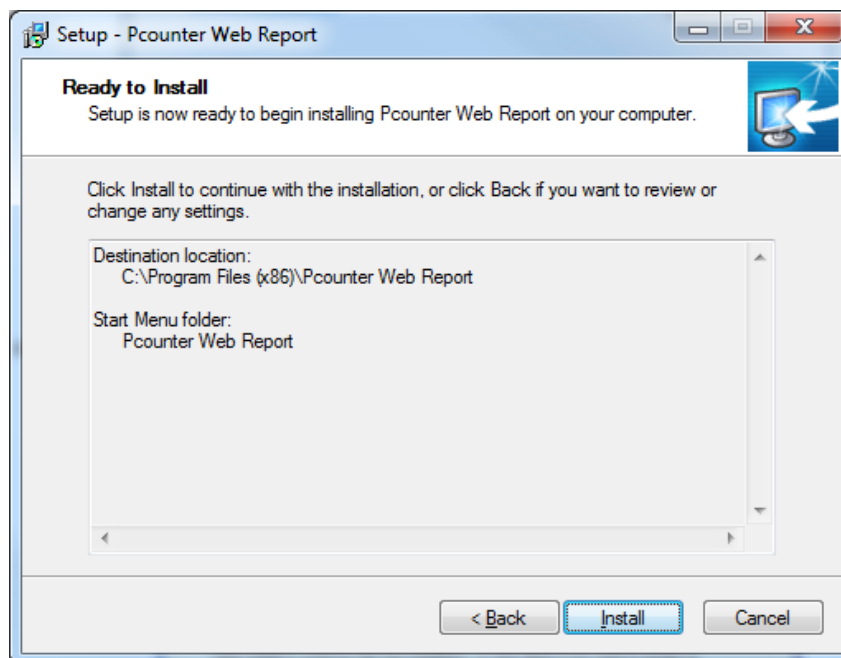 Setup - Pcounter Web Report
Ready to Install
Setup is now ready to begin installing Pcounter Web Report on your computer.
Click Install to continue with the installation, or click Back if you want to review or
change any settings.
Destination location:
C:\Program Files (x86)\Pcounter Web Report
Start Menu folder:
Pcounter Web Report
< Back
Install
Cancel